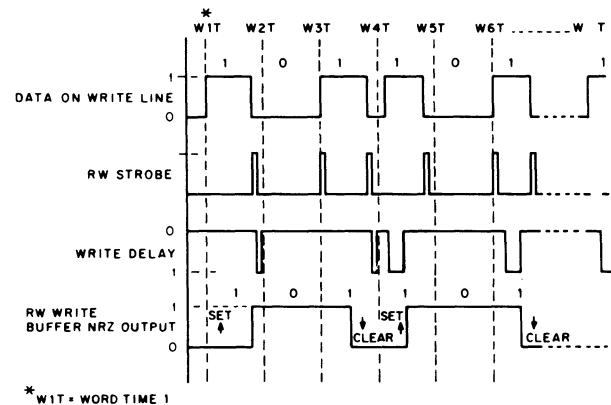 *
W1T W2T W3T W4T W5T W6T ........ W T
1 0 1 1 0 1 1
1
DATA ON WRITE LINE
0
RW STROBE
0
WRITE DELAY
1
1 0 1 1 0 1
1
RW WRITE
BUFFER NRZ OUTPUT
SET SET
CLEAR CLEAR
0
* W1T = WORD TIME 1